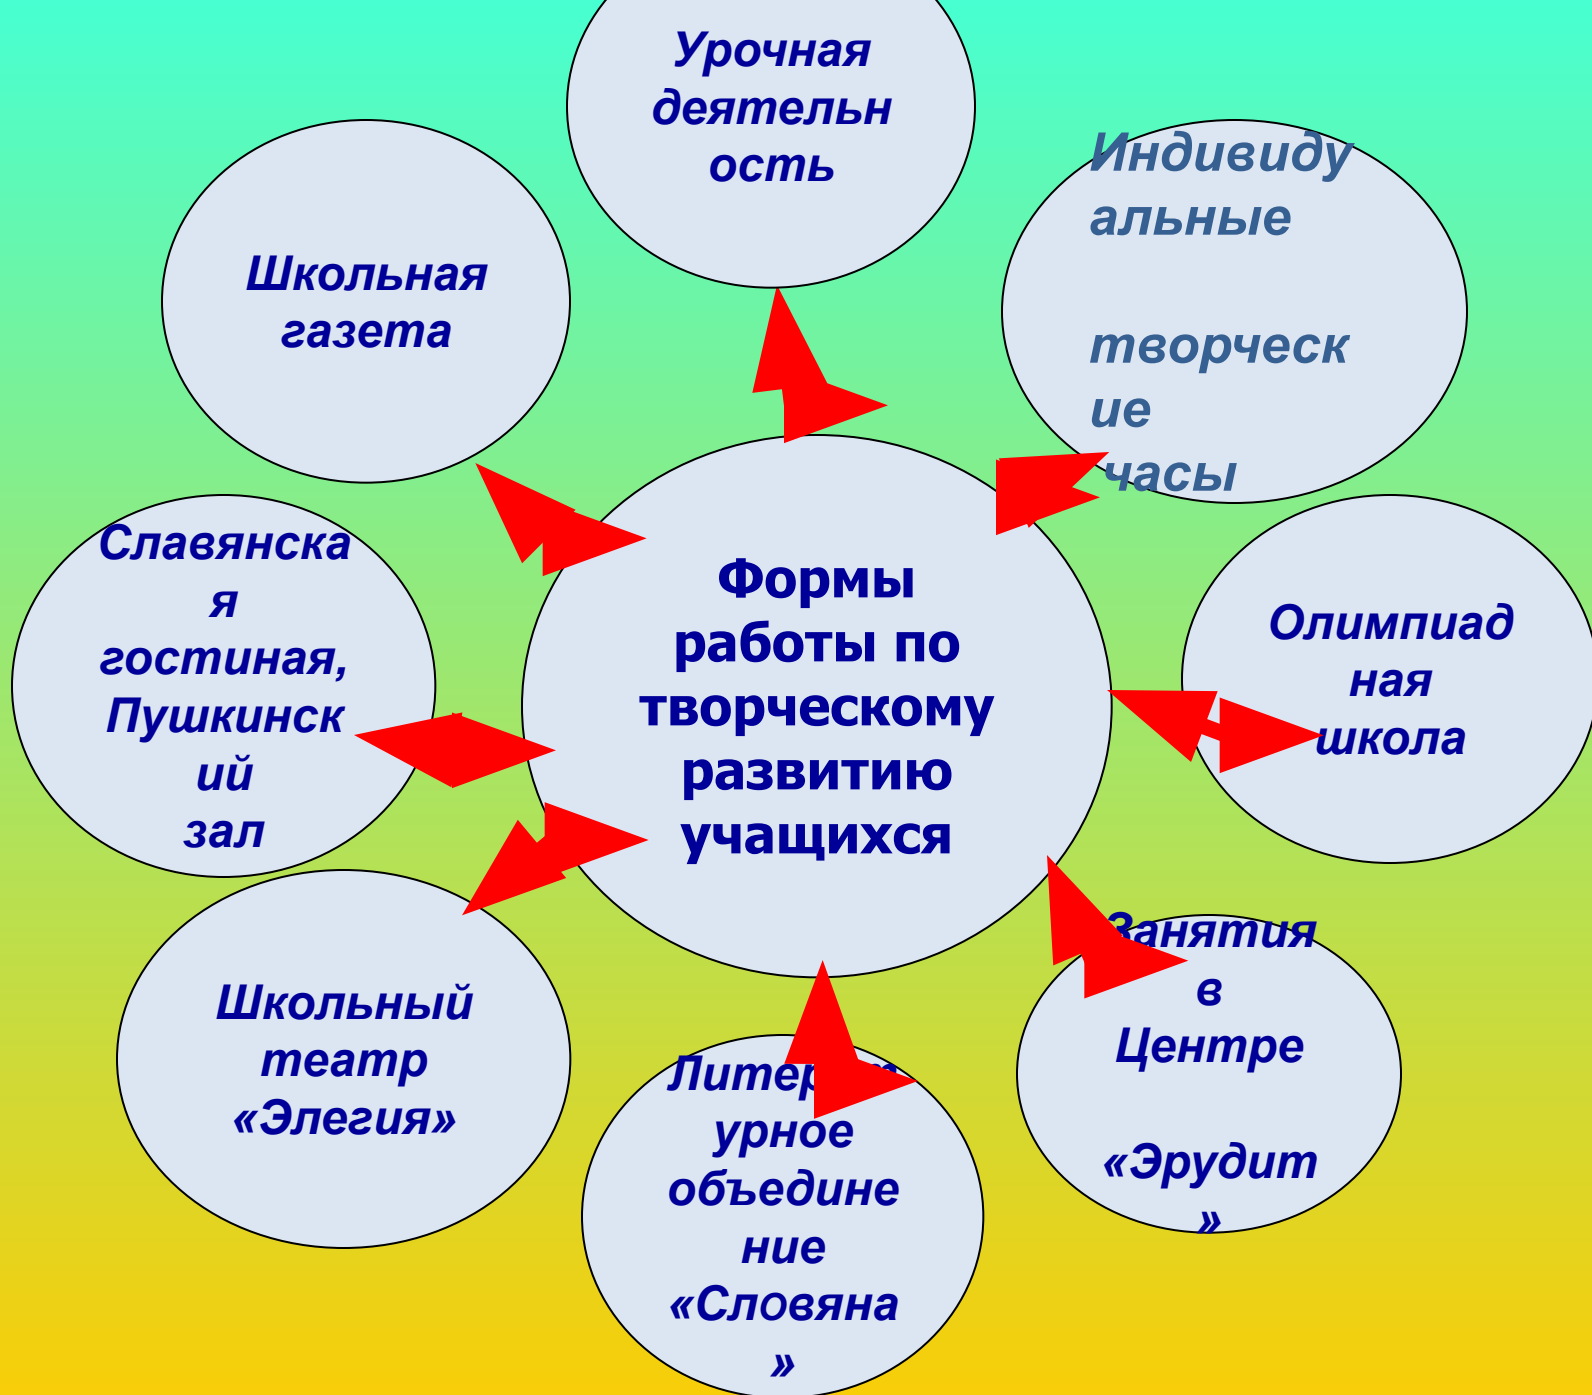 Урочная
деятельн
ость
Индивиду
альные
творческ
ие
часы
Школьная
газета
Славянска
я
гостиная,
Пушкинск
ий
зал
Формы
работы по
творческому
развитию
учащихся
Олимпиад
ная
школа
Занятия
в
Центре
«Эрудит
»
Школьный
театр
«Элегия»
Литерат
урное
объедине
ние
«Словяна
»